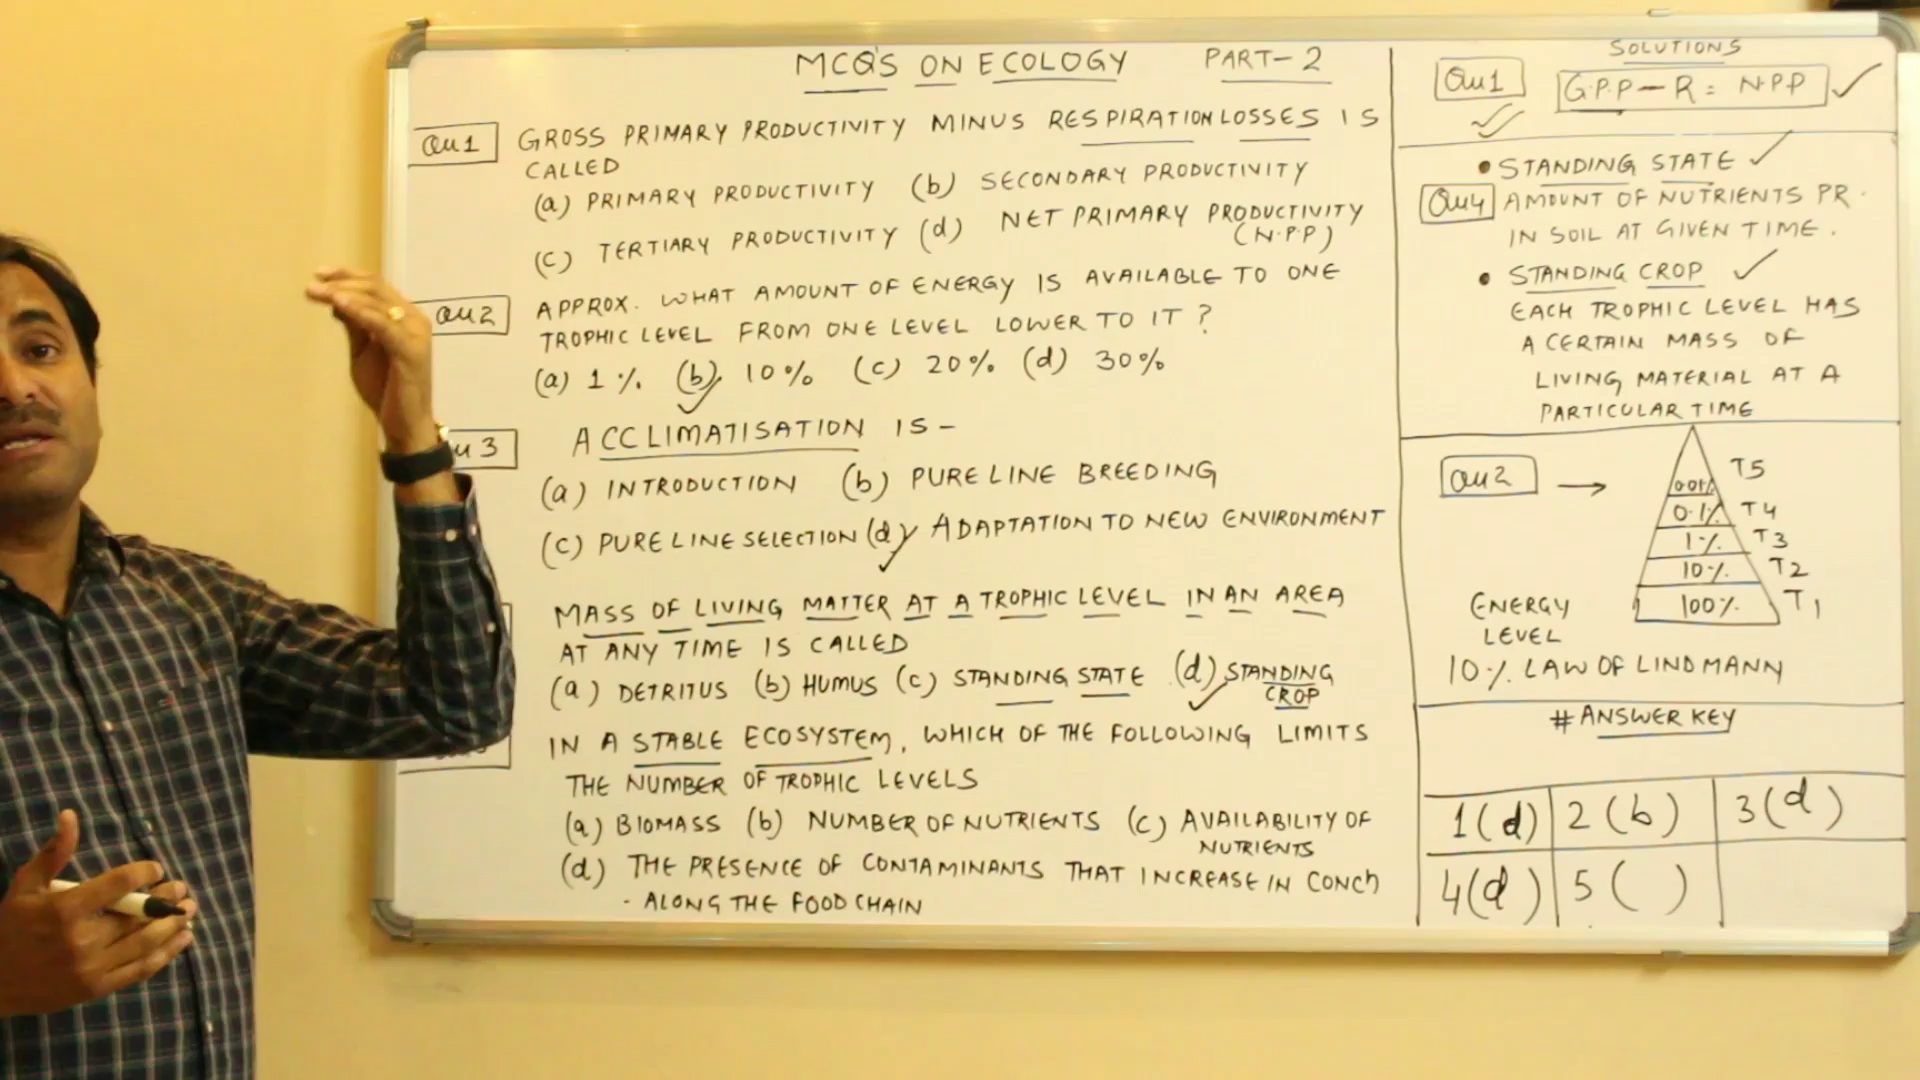 MCQ'S ON ECOLOGY PART-2
Qu1 GROSS PRIMARY PRODUCTIVITY MINUS RESPIRATION LOSSES IS
CALLED
(a) PRIMARY PRODUCTIVITY (b) SECONDARY PRODUCTIVITY
(c) TERTIARY PRODUCTIVITY (d) NET PRIMARY PRODUCTIVITY
(N.P.P)
Qu2 APPROX. WHAT AMOUNT OF ENERGY IS AVAILABLE TO ONE
TROPHIC LEVEL FROM ONE LEVEL LOWER TO IT ?
(a) 1 % (b) 10% (c) 20% (d) 30%
u 3 ACCLIMATISATION IS -
(a) INTRODUCTION (b) PURE LINE BREEDING
(c) PURE LINE SELECTION (d) ADAPTATION TO NEW ENVIRONMENT
MASS OF LIVING MATTER AT A TROPHIC LEVEL IN AN AREA
AT ANY TIME IS CALLED
(a) DETRITUS (b) HUMUS (c) STANDING STATE (d) STANDING
CROP
IN A STABLE ECOSYSTEM, WHICH OF THE FOLLOWING LIMITS
THE NUMBER OF TROPHIC LEVELS
(a) BIOMASS (b) NUMBER OF NUTRIENTS (c) AVAILABILITY OF
NUTRIENTS
(d) THE PRESENCE OF CONTAMINANTS THAT INCREASE IN CONCn
- ALONG THE FOOD CHAIN
SOLUTIONS
Qu1 G.P.P - R = N.P.P
• STANDING STATE
Qu4 AMOUNT OF NUTRIENTS PR.
IN SOIL AT GIVEN TIME.
• STANDING CROP
EACH TROPHIC LEVEL HAS
A CERTAIN MASS OF
LIVING MATERIAL AT A
PARTICULAR TIME
Qu2 →
0.01% T5
0.1% T4
1% T3
10% T2
100% T1
ENERGY
LEVEL
10% LAW OF LINDMANN
# ANSWER KEY
1(d) 2(b) 3(d)
4(d) 5( )